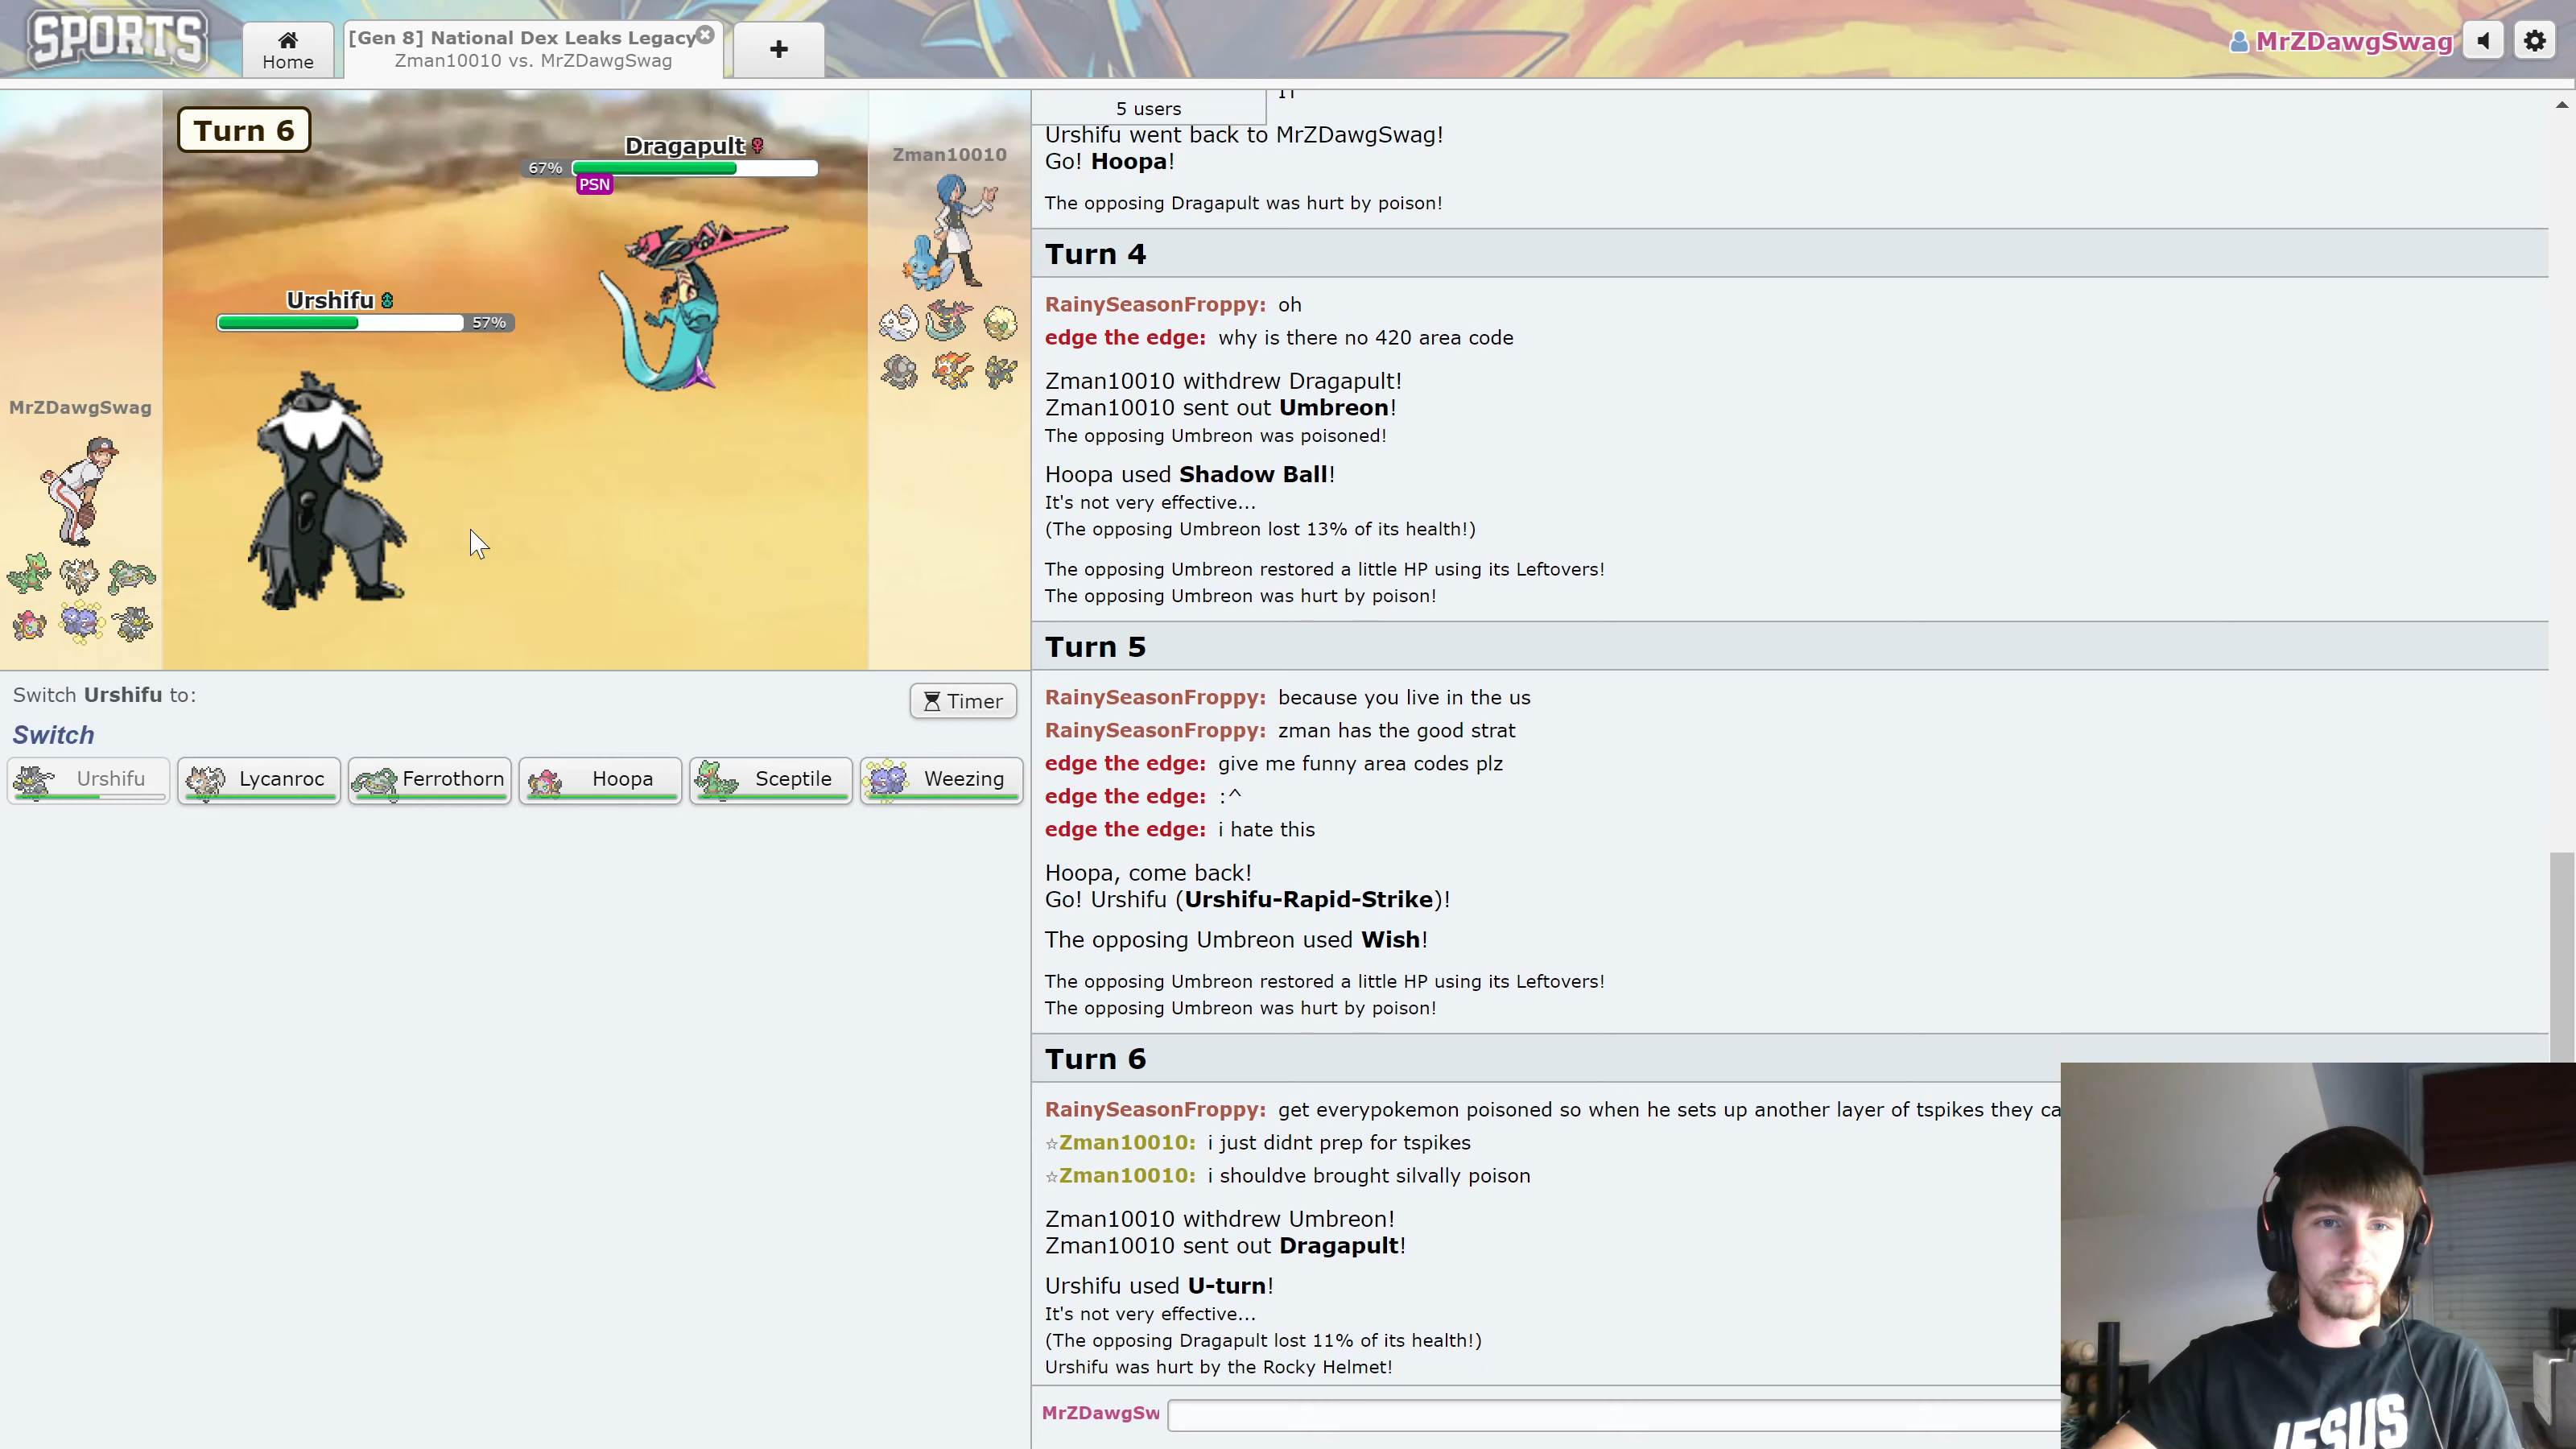 SPORTS
Home
[Gen 8] National Dex Leaks Legacy
Zman10010 vs. MrZDawgSwag
+
MrZDawgSwag
Turn 6
Dragapult
67%
PSN
Zman10010
Urshifu
57%
MrZDawgSwag
Switch Urshifu to:
Timer
Switch
Urshifu
Lycanroc
Ferrothorn
Hoopa
Sceptile
Weezing
5 users
Urshifu went back to MrZDawgSwag!
Go! Hoopa!
The opposing Dragapult was hurt by poison!
Turn 4
RainySeasonFroppy: oh
edge the edge: why is there no 420 area code
Zman10010 withdrew Dragapult!
Zman10010 sent out Umbreon!
The opposing Umbreon was poisoned!
Hoopa used Shadow Ball!
It's not very effective...
(The opposing Umbreon lost 13% of its health!)
The opposing Umbreon restored a little HP using its Leftovers!
The opposing Umbreon was hurt by poison!
Turn 5
RainySeasonFroppy: because you live in the us
RainySeasonFroppy: zman has the good strat
edge the edge: give me funny area codes plz
edge the edge: :^
edge the edge: i hate this
Hoopa, come back!
Go! Urshifu (Urshifu-Rapid-Strike)!
The opposing Umbreon used Wish!
The opposing Umbreon restored a little HP using its Leftovers!
The opposing Umbreon was hurt by poison!
Turn 6
RainySeasonFroppy: get everypokemon poisoned so when he sets up another layer of tspikes they ca
☆Zman10010: i just didnt prep for tspikes
☆Zman10010: i shouldve brought silvally poison
Zman10010 withdrew Umbreon!
Zman10010 sent out Dragapult!
Urshifu used U-turn!
It's not very effective...
(The opposing Dragapult lost 11% of its health!)
Urshifu was hurt by the Rocky Helmet!
MrZDawgSw
JESUS